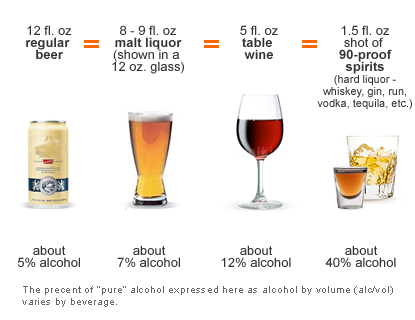 12 fl. oz
regular
beer
=
8 - 9 fl. oz
malt liquor
(shown in a
12 oz. glass)
=
5 fl. oz
table
wine
=
1.5 fl. oz
shot of
90-proof
spirits
(hard liquor -
whiskey, gin, run,
vodka, tequila, etc.)
about
5% alcohol
about
7% alcohol
about
12% alcohol
about
40% alcohol
The precent of "pure" alcohol expressed here as alcohol by volume (alc/vol)
varies by beverage.